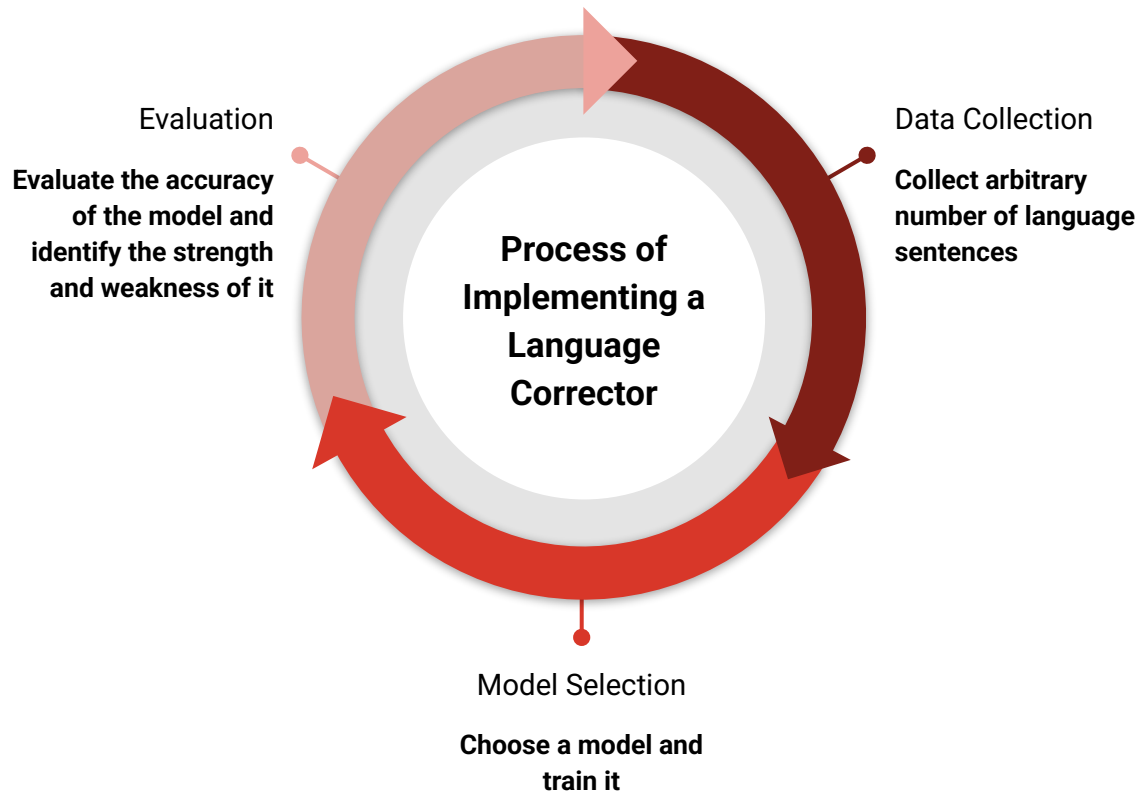 Evaluation
Evaluate the accuracy
of the model and
identify the strength
and weakness of it
Process of
Implementing a
Language
Corrector
Data Collection
Collect arbitrary
number of language
sentences
Model Selection
Choose a model and
train it